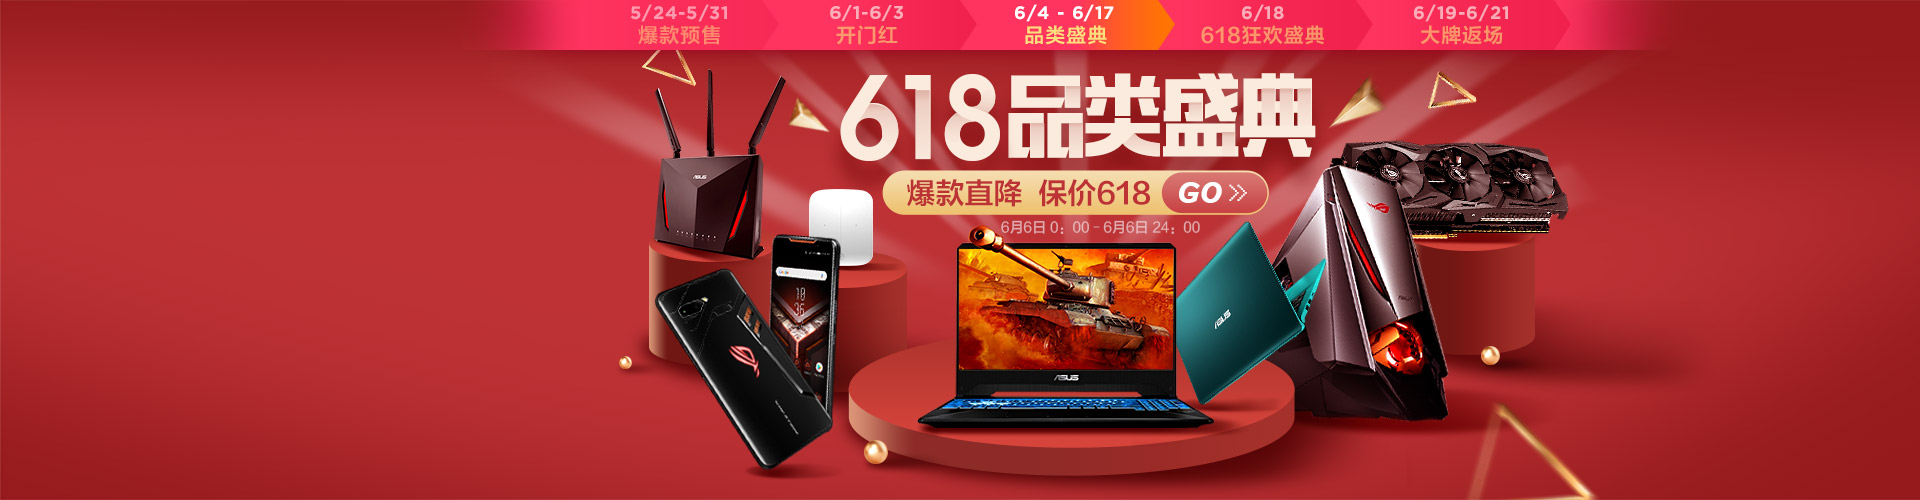 5/24-5/31
爆款预售
6/1-6/3
开门红
6/4 - 6/17
品类盛典
6/18
618狂欢盛典
6/19-6/21
大牌返场
618品类盛典
爆款直降 保价618 GO
6月6日 0：00 - 6月6日 24：00
ASUS
18
36
ASUS
ASUS